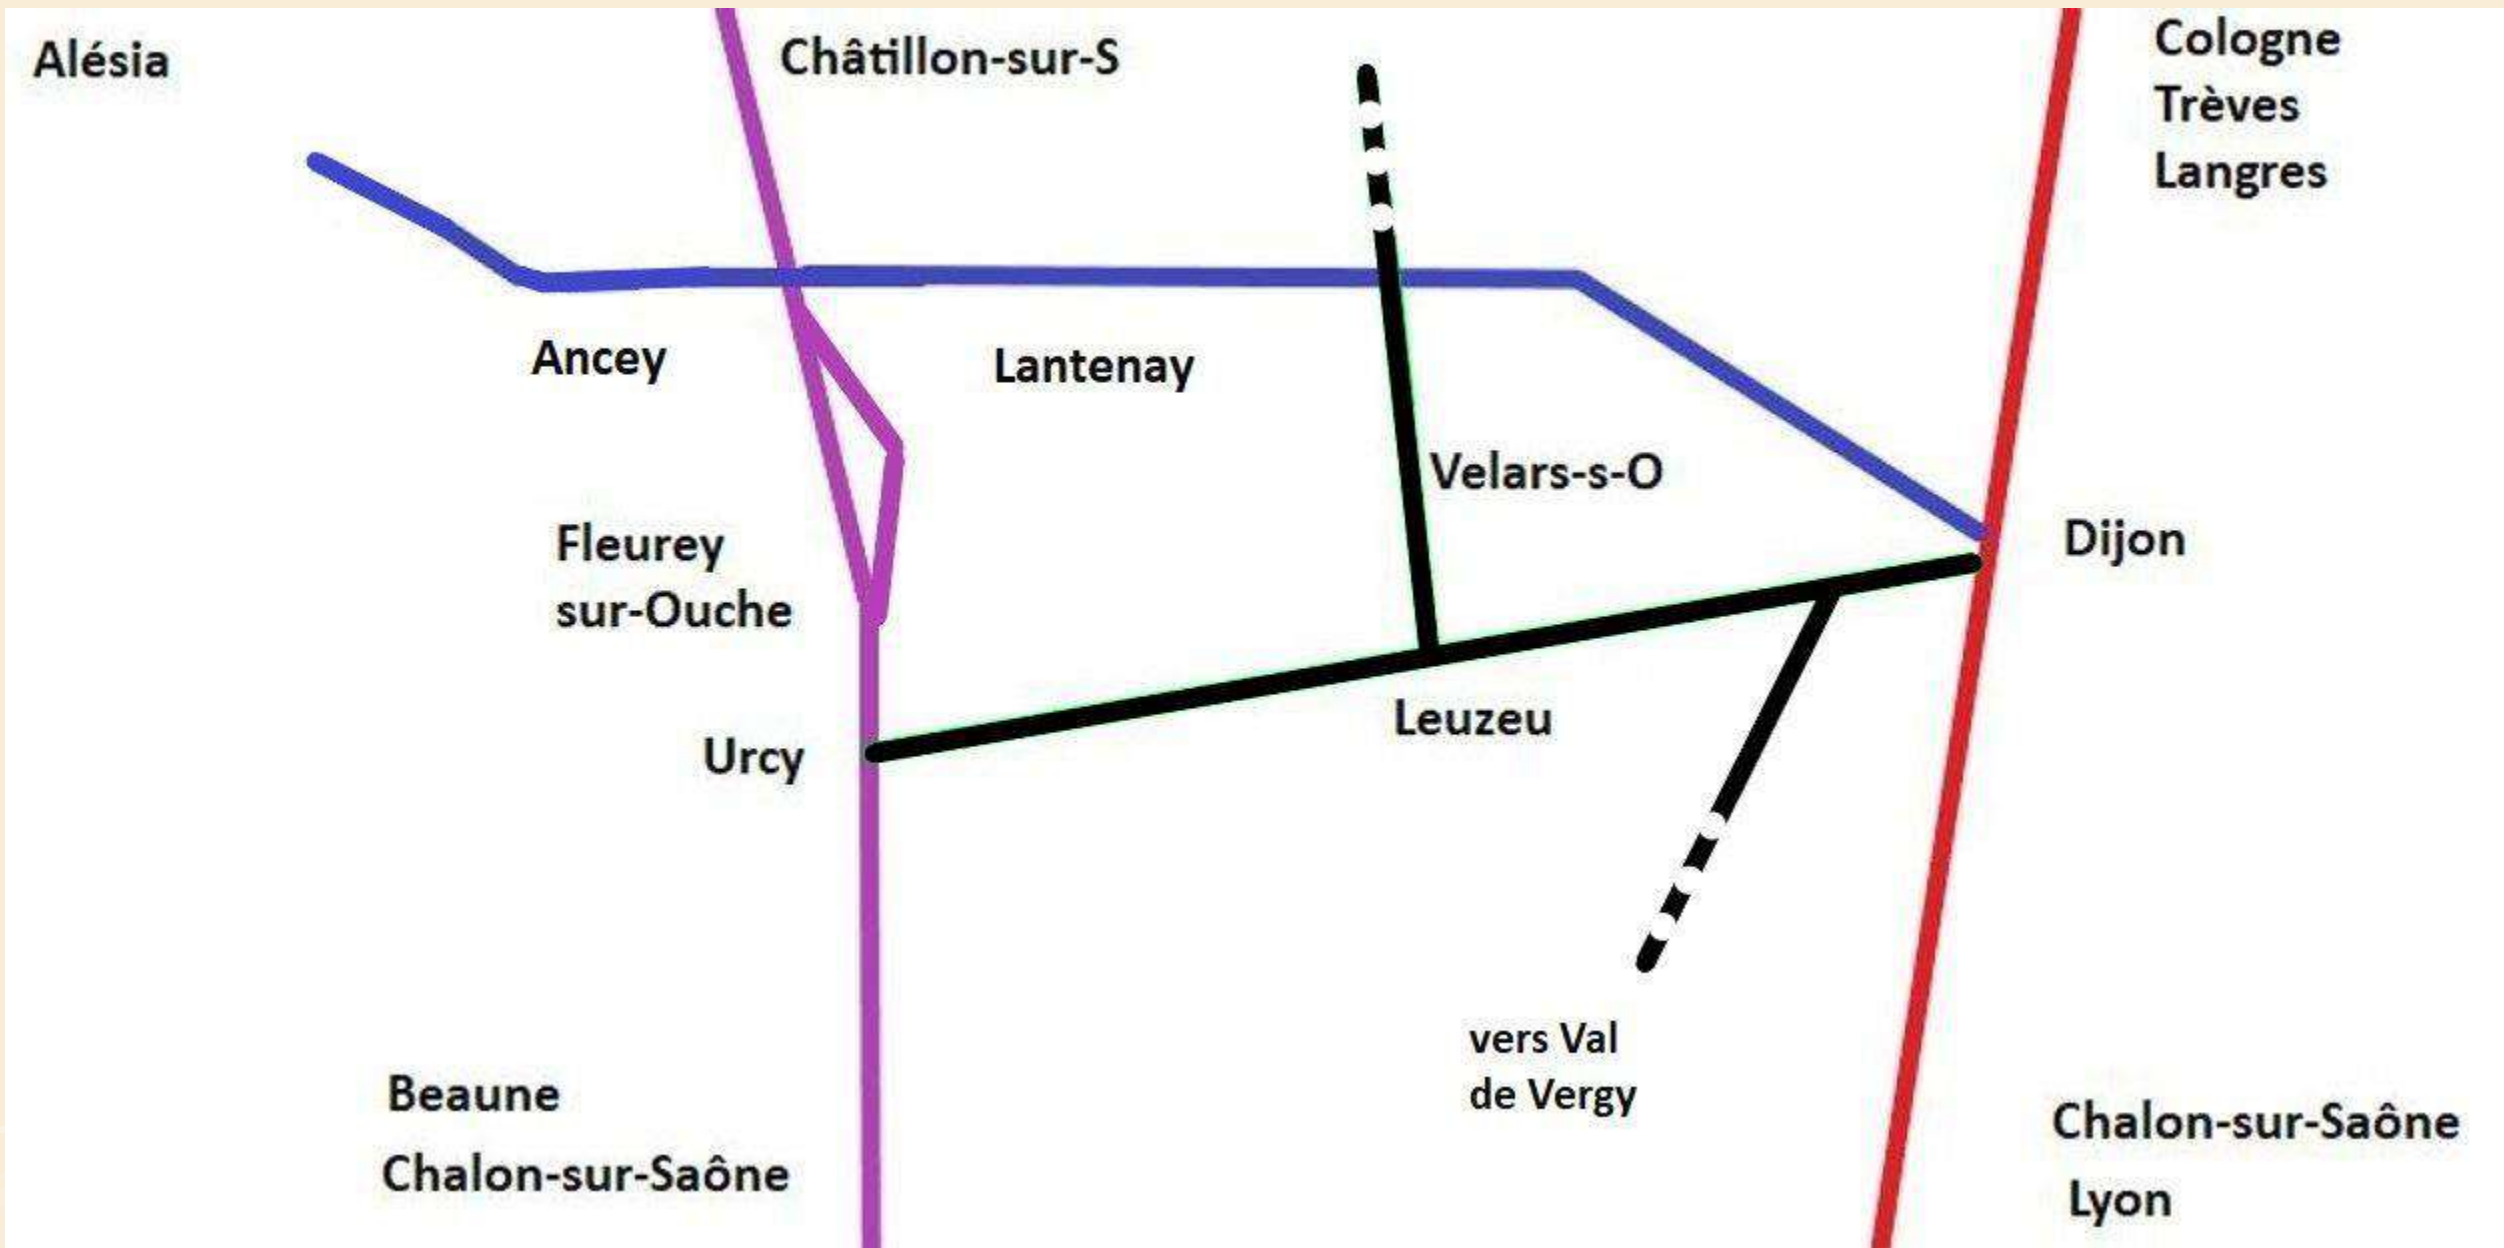 Alésia
Châtillon-sur-S
Cologne
Trèves
Langres
Ancey
Lantenay
Velars-s-O
Fleurey
sur-Ouche
Dijon
Urcy
Leuzeu
vers Val
de Vergy
Beaune
Chalon-sur-Saône
Chalon-sur-Saône
Lyon